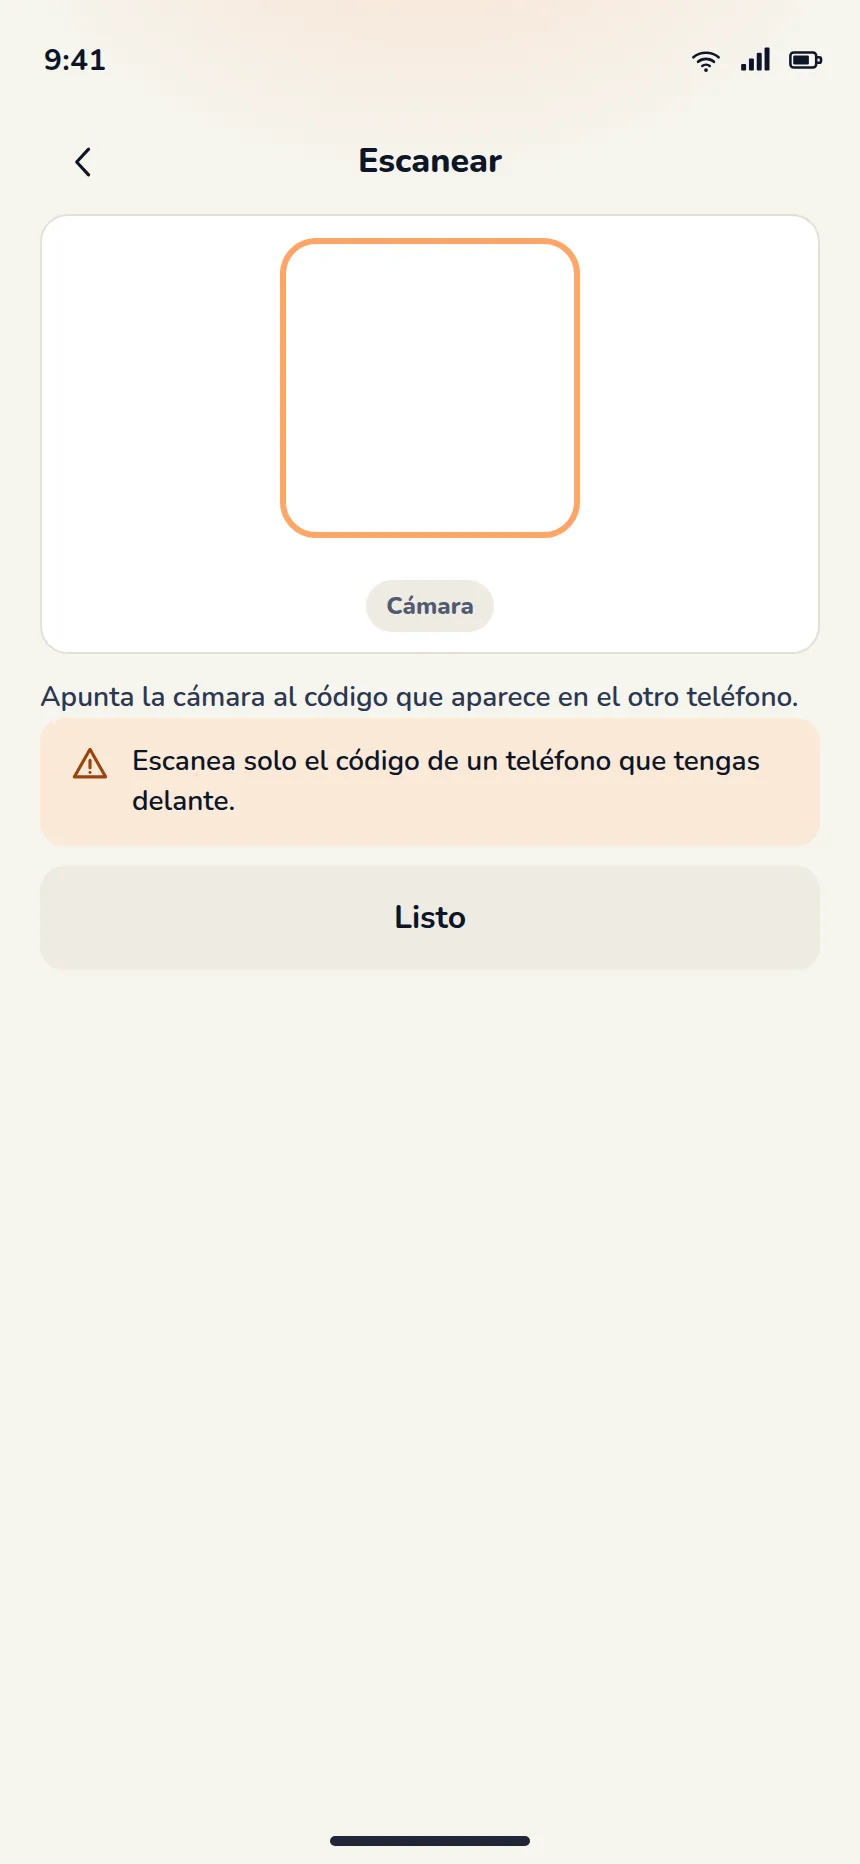 9:41
Escanear
Cámara
Apunta la cámara al código que aparece en el otro teléfono.
Escanea solo el código de un teléfono que tengas
delante.
Listo